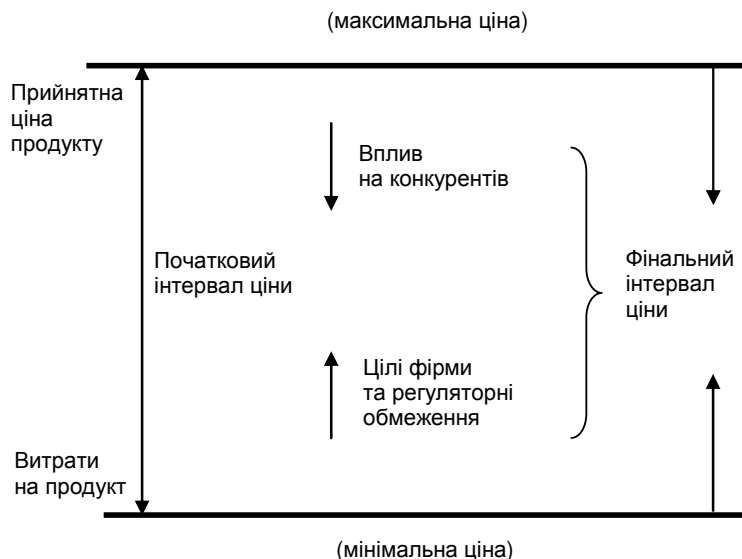 (максимальна ціна)
Прийнятна
ціна
продукту
Вплив
на конкурентів
Початковий
інтервал ціни
Фінальний
інтервал
ціни
Цілі фірми
та регуляторні
обмеження
Витрати
на продукт
(мінімальна ціна)